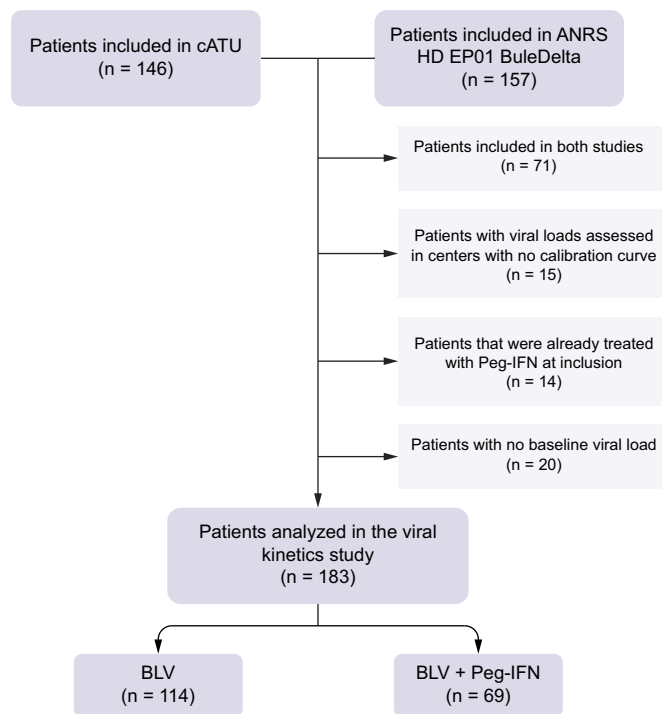 Patients included in cATU
(n = 146)
Patients included in ANRS
HD EP01 BuleDelta
(n = 157)
Patients included in both studies
(n = 71)
Patients with viral loads assessed
in centers with no calibration curve
(n = 15)
Patients that were already treated
with Peg-IFN at inclusion
(n = 14)
Patients with no baseline viral load
(n = 20)
Patients analyzed in the viral
kinetics study
(n = 183)
BLV
(n = 114)
BLV + Peg-IFN
(n = 69)